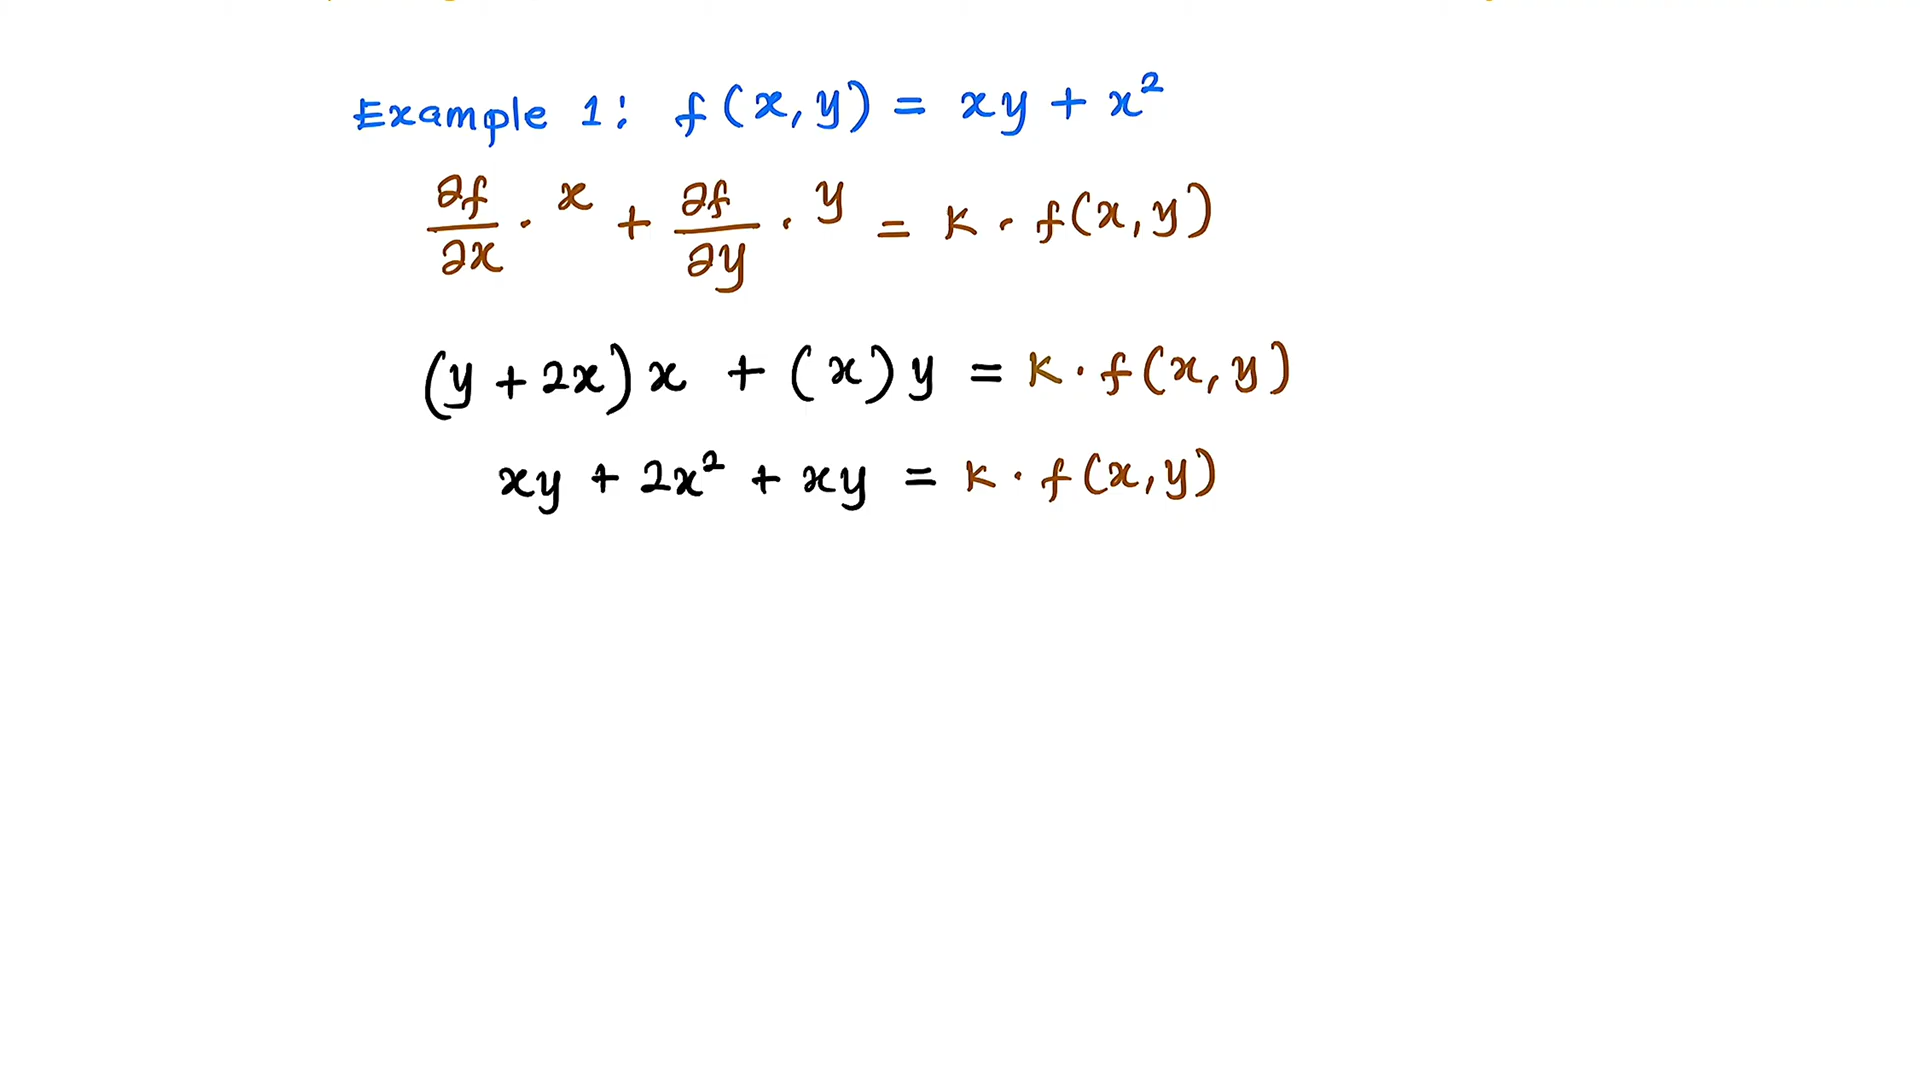 Example 1: f(x,y) = xy + x²
∂f/∂x · x + ∂f/∂y · y = k · f(x,y)
(y + 2x) x + (x) y = k · f(x,y)
xy + 2x² + xy = k · f(x,y)